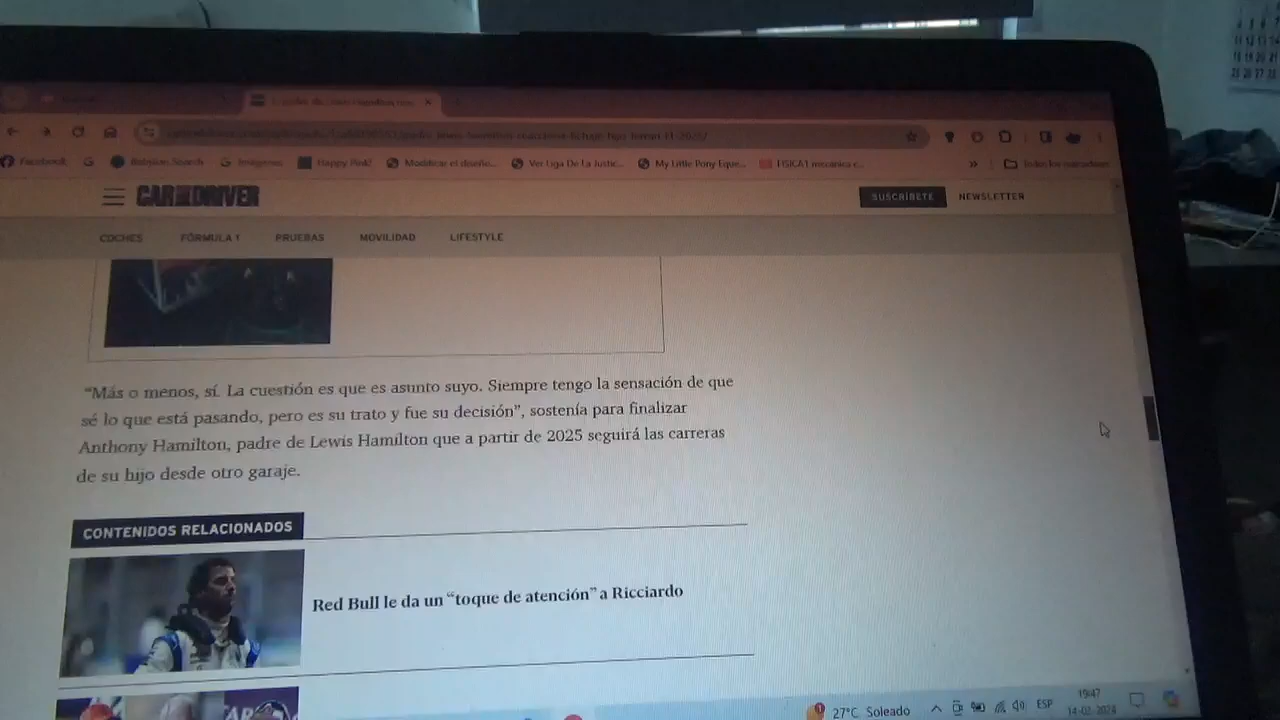 Facebook
G
Babylon Search
Imágenes
Happy Pink!
Modificar el diseño...
Ver Liga De La Justic...
My Little Pony Eque...
FISICA1 mecánica c...
»
Todos los marcadores
CAR AND DRIVER
SUSCRÍBETE
NEWSLETTER
COCHES
FÓRMULA 1
PRUEBAS
MOVILIDAD
LIFESTYLE
“Más o menos, sí. La cuestión es que es asunto suyo. Siempre tengo la sensación de que
sé lo que está pasando, pero es su trato y fue su decisión”, sostenía para finalizar
Anthony Hamilton, padre de Lewis Hamilton que a partir de 2025 seguirá las carreras
de su hijo desde otro garaje.
CONTENIDOS RELACIONADOS
Red Bull le da un “toque de atención” a Ricciardo
27°C Soleado
ESP
19:47
14-02-2024